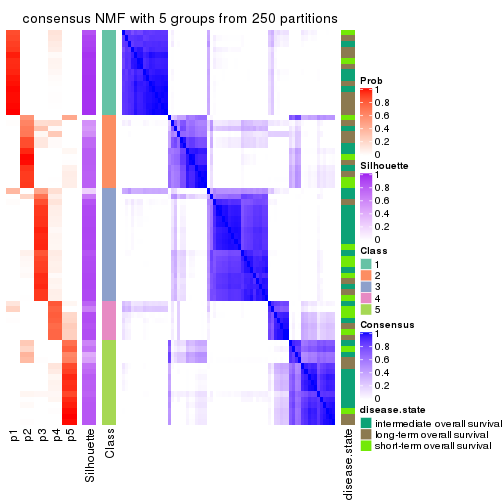 consensus NMF with 5 groups from 250 partitions
Prob
1
0.8
0.6
0.4
0.2
0
Silhouette
1
0.8
0.6
0.4
0.2
0
Class
1
2
3
4
5
Consensus
1
0.8
0.6
0.4
0.2
0
disease.state
intermediate overall survival
long-term overall survival
short-term overall survival
p1
p2
p3
p4
p5
Silhouette
Class
disease.state